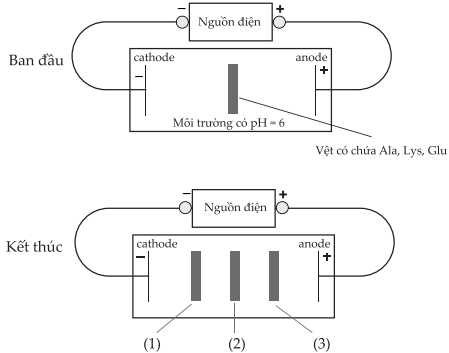 – Nguồn điện +
Ban đầu
cathode anode
– +
Môi trường có pH = 6
Vệt có chứa Ala, Lys, Glu
– Nguồn điện +
Kết thúc
cathode anode
– +
(1) (2) (3)